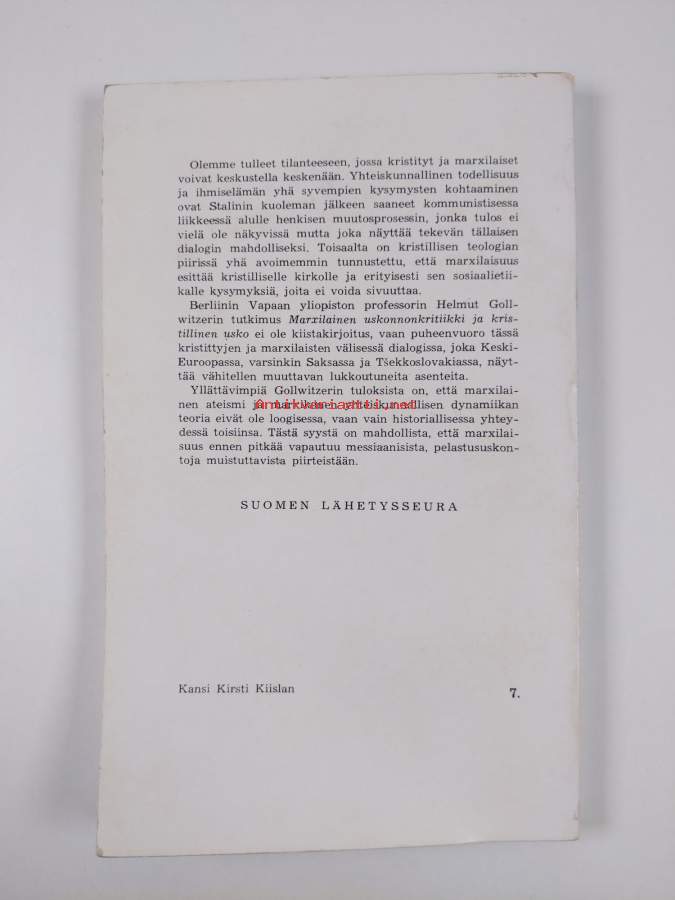 Olemme tulleet tilanteeseen, jossa kristityt ja marxilaiset
voivat keskustella keskenään. Yhteiskunnallinen todellisuus
ja ihmiselämän yhä syvempien kysymysten kohtaaminen
ovat Stalinin kuoleman jälkeen saaneet kommunistisessa
liikkeessä alulle henkisen muutosprosessin, jonka tulos ei
vielä ole näkyvissä mutta joka näyttää tekevän tällaisen
dialogin mahdolliseksi. Toisaalta on kristillisen teologian
piirissä yhä avoimemmin tunnustettu, että marxilaisuus
esittää kristilliselle kirkolle ja erityisesti sen sosiaalietii-
kalle kysymyksiä, joita ei voida sivuuttaa.
Berliinin Vapaan yliopiston professorin Helmut Goll-
witzerin tutkimus Marxilainen uskonnonkritiikki ja kris-
tillinen usko ei ole kiistakirjoitus, vaan puheenvuoro tässä
kristittyjen ja marxilaisten välisessä dialogissa, joka Keski-
Euroopassa, varsinkin Saksassa ja Tšekkoslovakiassa, näyt-
tää vähitellen muuttavan lukkoutuneita asenteita.
Yllättävimpiä Gollwitzerin tuloksista on, että marxilai-
nen ateismi ja marxilainen yhteiskunnallisen dynamiikan
teoria eivät ole loogisessa, vaan vain historiallisessa yhtey-
dessä toisiinsa. Tästä syystä on mahdollista, että marxilai-
suus ennen pitkää vapautuu messiaanisista, pelastususkon-
toja muistuttavista piirteistään.
SUOMEN LÄHETYSSEURA
Kansi Kirsti Kiislan
7.